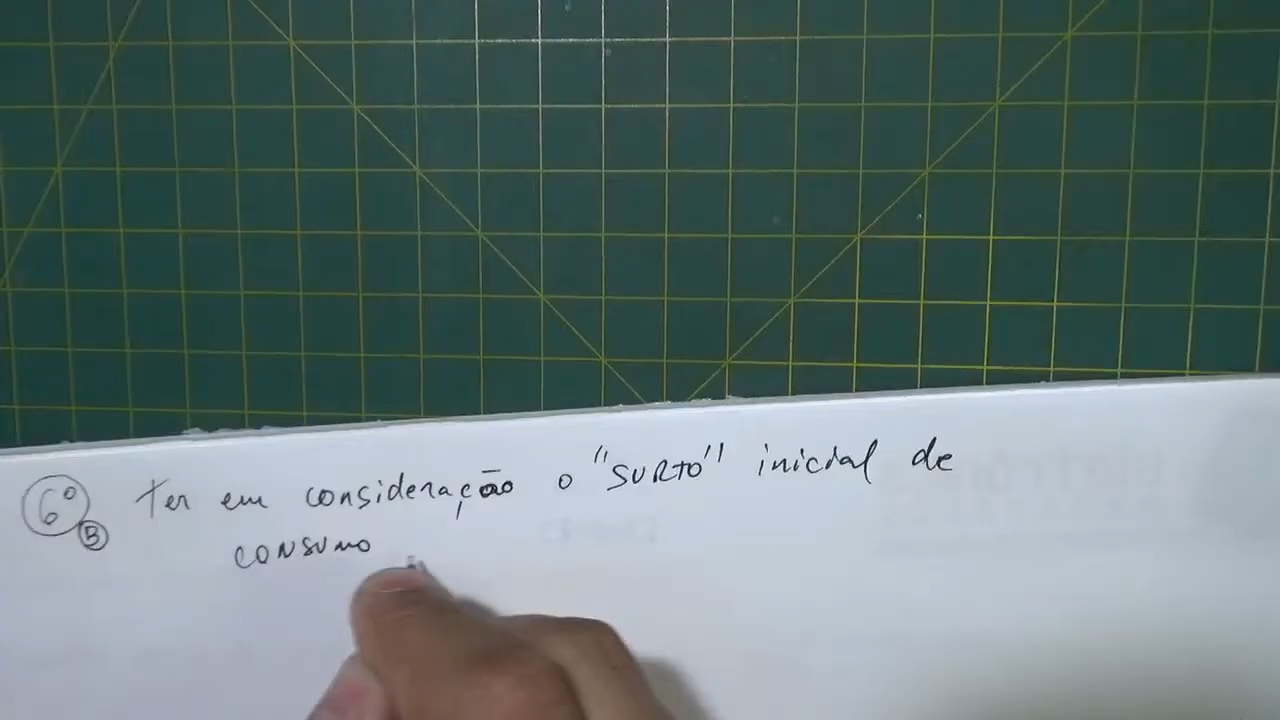 6º B Ter em consideração o "SURTO" inicial de
CONSUMO